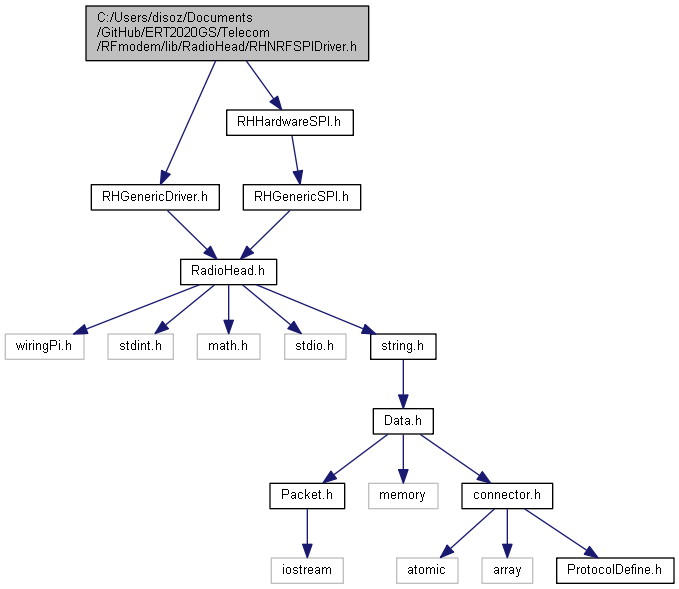 C:/Users/disoz/Documents
/GitHub/ERT2020GS/Telecom
/RFmodem/lib/RadioHead/RHNRFSPIDriver.h
RHHardwareSPI.h
RHGenericDriver.h
RHGenericSPI.h
RadioHead.h
wiringPi.h
stdint.h
math.h
stdio.h
string.h
Data.h
Packet.h
memory
connector.h
iostream
atomic
array
ProtocolDefine.h